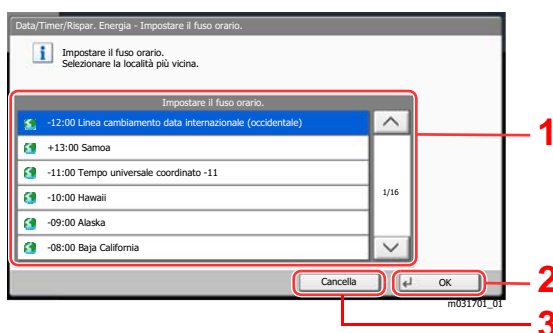 Data/Timer/Rispar. Energia - Impostare il fuso orario.
Impostare il fuso orario.
Selezionare la località più vicina.
Impostare il fuso orario.
-12:00 Linea cambiamento data internazionale (occidentale)
+13:00 Samoa
-11:00 Tempo universale coordinato -11
1/16
-10:00 Hawaii
-09:00 Alaska
-08:00 Baja California
1
Cancella
OK
2
m031701_01
3